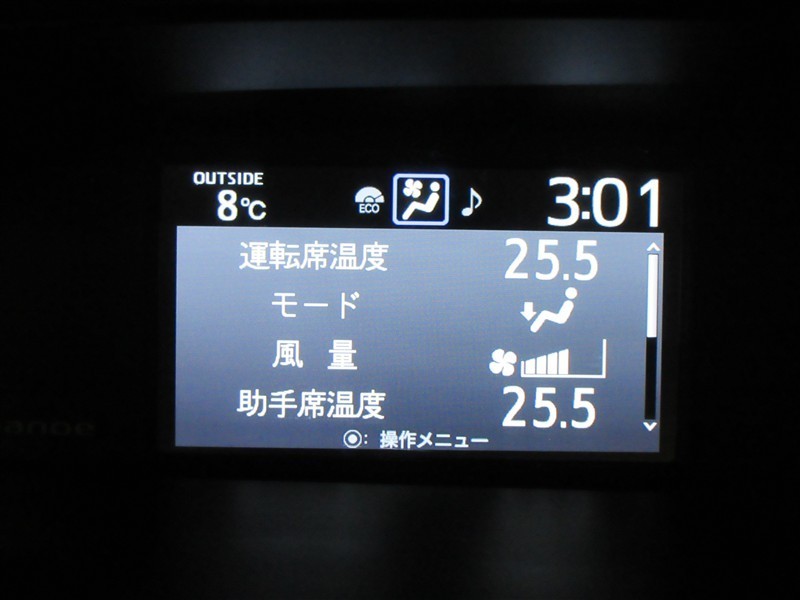 OUTSIDE
8℃
ECO
3:01
運転席温度 25.5
モード
風量
助手席温度 25.5
◉: 操作メニュー